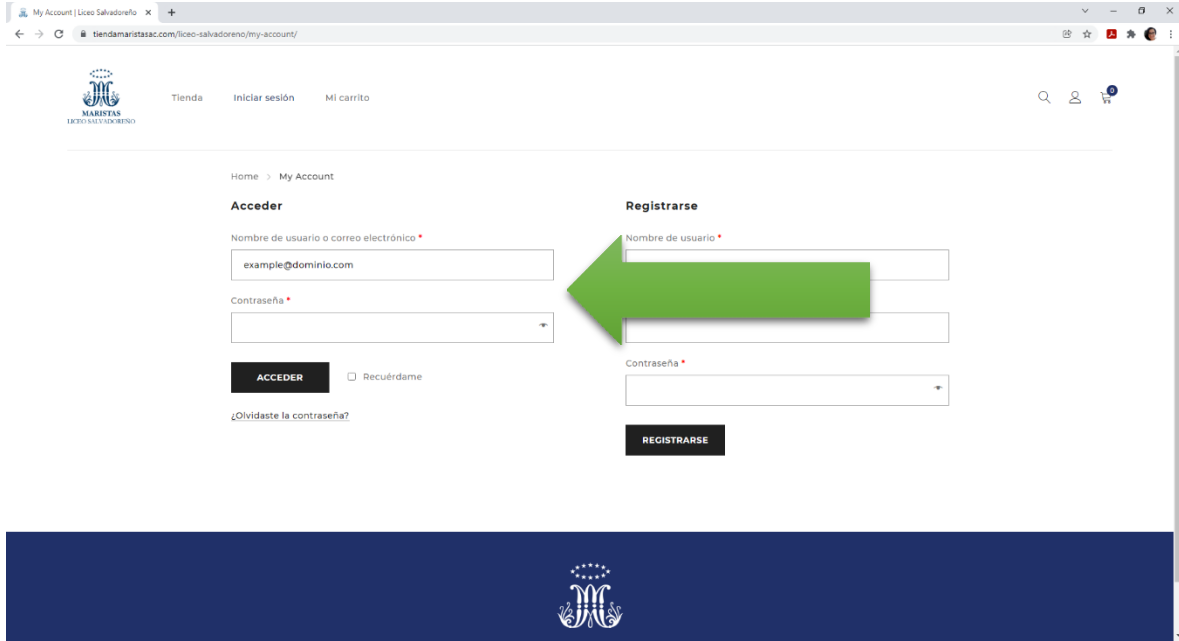 My Account | Liceo Salvadoreño
tiendamaristasac.com/liceo-salvadoreno/my-account/
MARISTAS
LICEO SALVADOREÑO
Tienda
Iniciar sesión
Mi carrito
0
Home > My Account
Acceder
Nombre de usuario o correo electrónico *
example@dominio.com
Contraseña *
ACCEDER
Recuérdame
¿Olvidaste la contraseña?
Registrarse
Nombre de usuario *
Contraseña *
REGISTRARSE